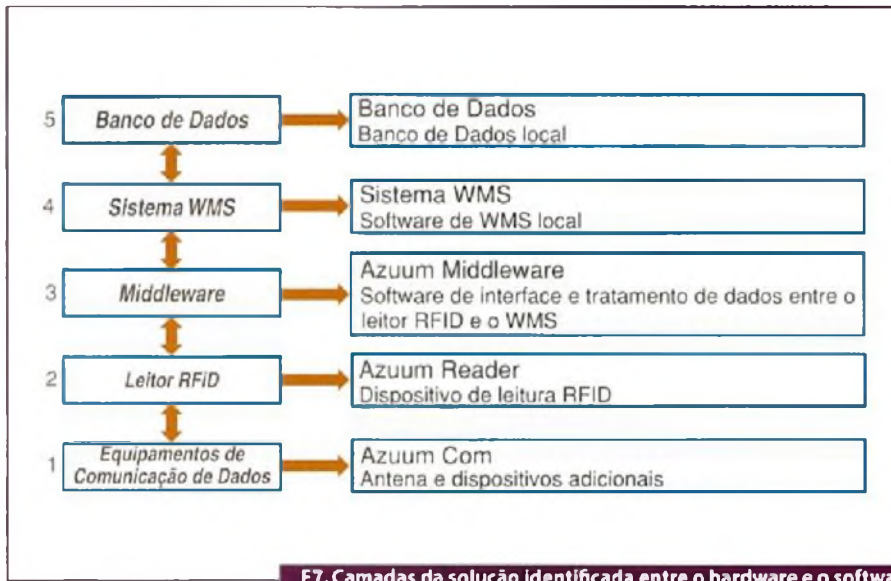 5 Banco de Dados
Banco de Dados
Banco de Dados local
4 Sistema WMS
Sistema WMS
Software de WMS local
3 Middleware
Azuum Middleware
Software de interface e tratamento de dados entre o
leitor RFID e o WMS
2 Leitor RFiD
Azuum Reader
Dispositivo de leitura RFID
1 Equipamentos de
Comunicação de Dados
Azuum Com
Antena e dispositivos adicionais
F7. Camadas da solução identificada entre o hardware e o softwa